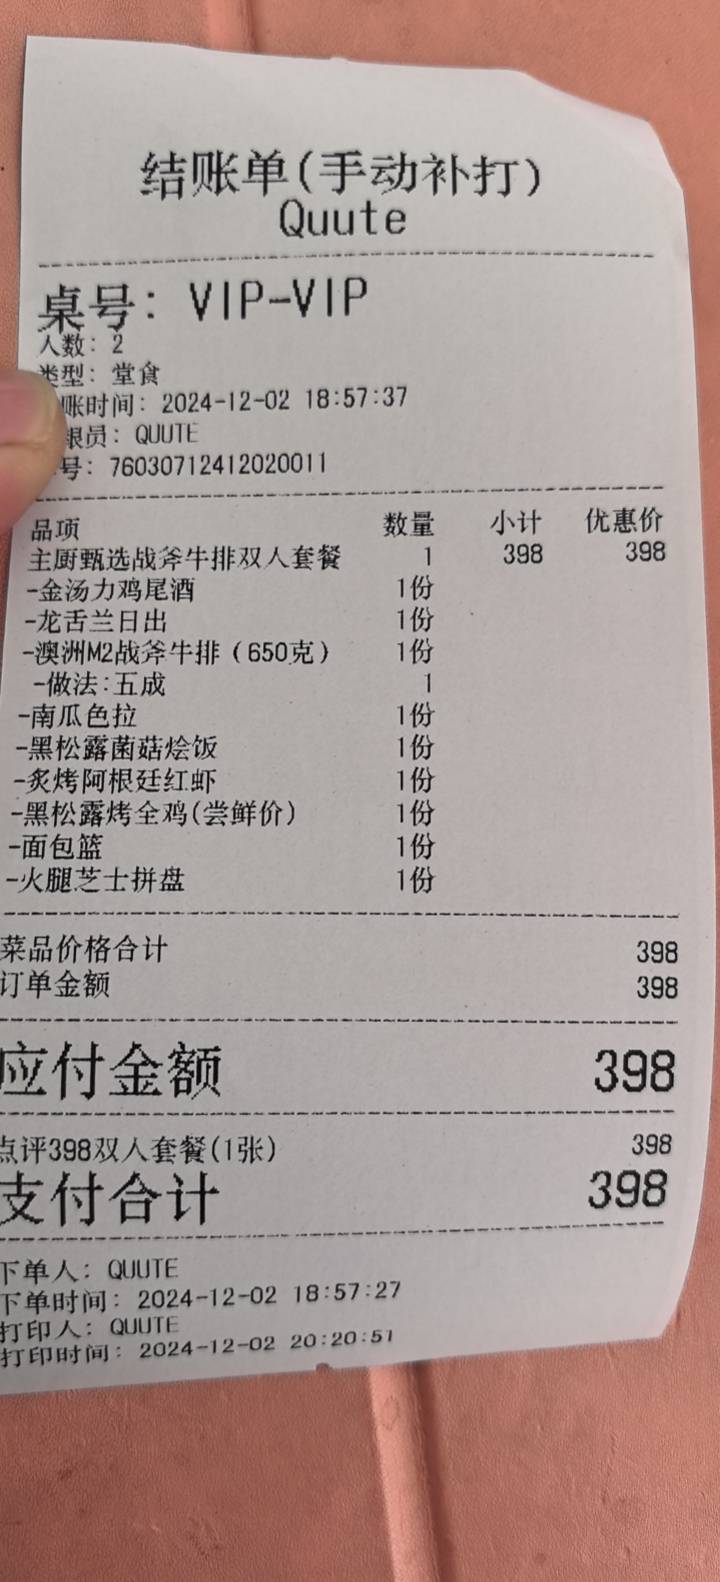 结账单(手动补打)
Quute
桌号: VIP-VIP
人数: 2
类型: 堂食
账时间: 2024-12-02 18:57:37
银员: QUUTE
号: 76030712412020011
品项 数量 小计 优惠价
主厨甄选战斧牛排双人套餐 1 398 398
-金汤力鸡尾酒 1份
-龙舌兰日出 1份
-澳洲M2战斧牛排(650克) 1份
-做法:五成 1
-南瓜色拉 1份
-黑松露菌菇烩饭 1份
-炙烤阿根廷红虾 1份
-黑松露烤全鸡(尝鲜价) 1份
-面包篮 1份
-火腿芝士拼盘 1份
菜品价格合计 398
订单金额 398
应付金额 398
点评398双人套餐(1张) 398
支付合计 398
下单人: QUUTE
下单时间: 2024-12-02 18:57:27
打印人: QUUTE
打印时间: 2024-12-02 20:20:51